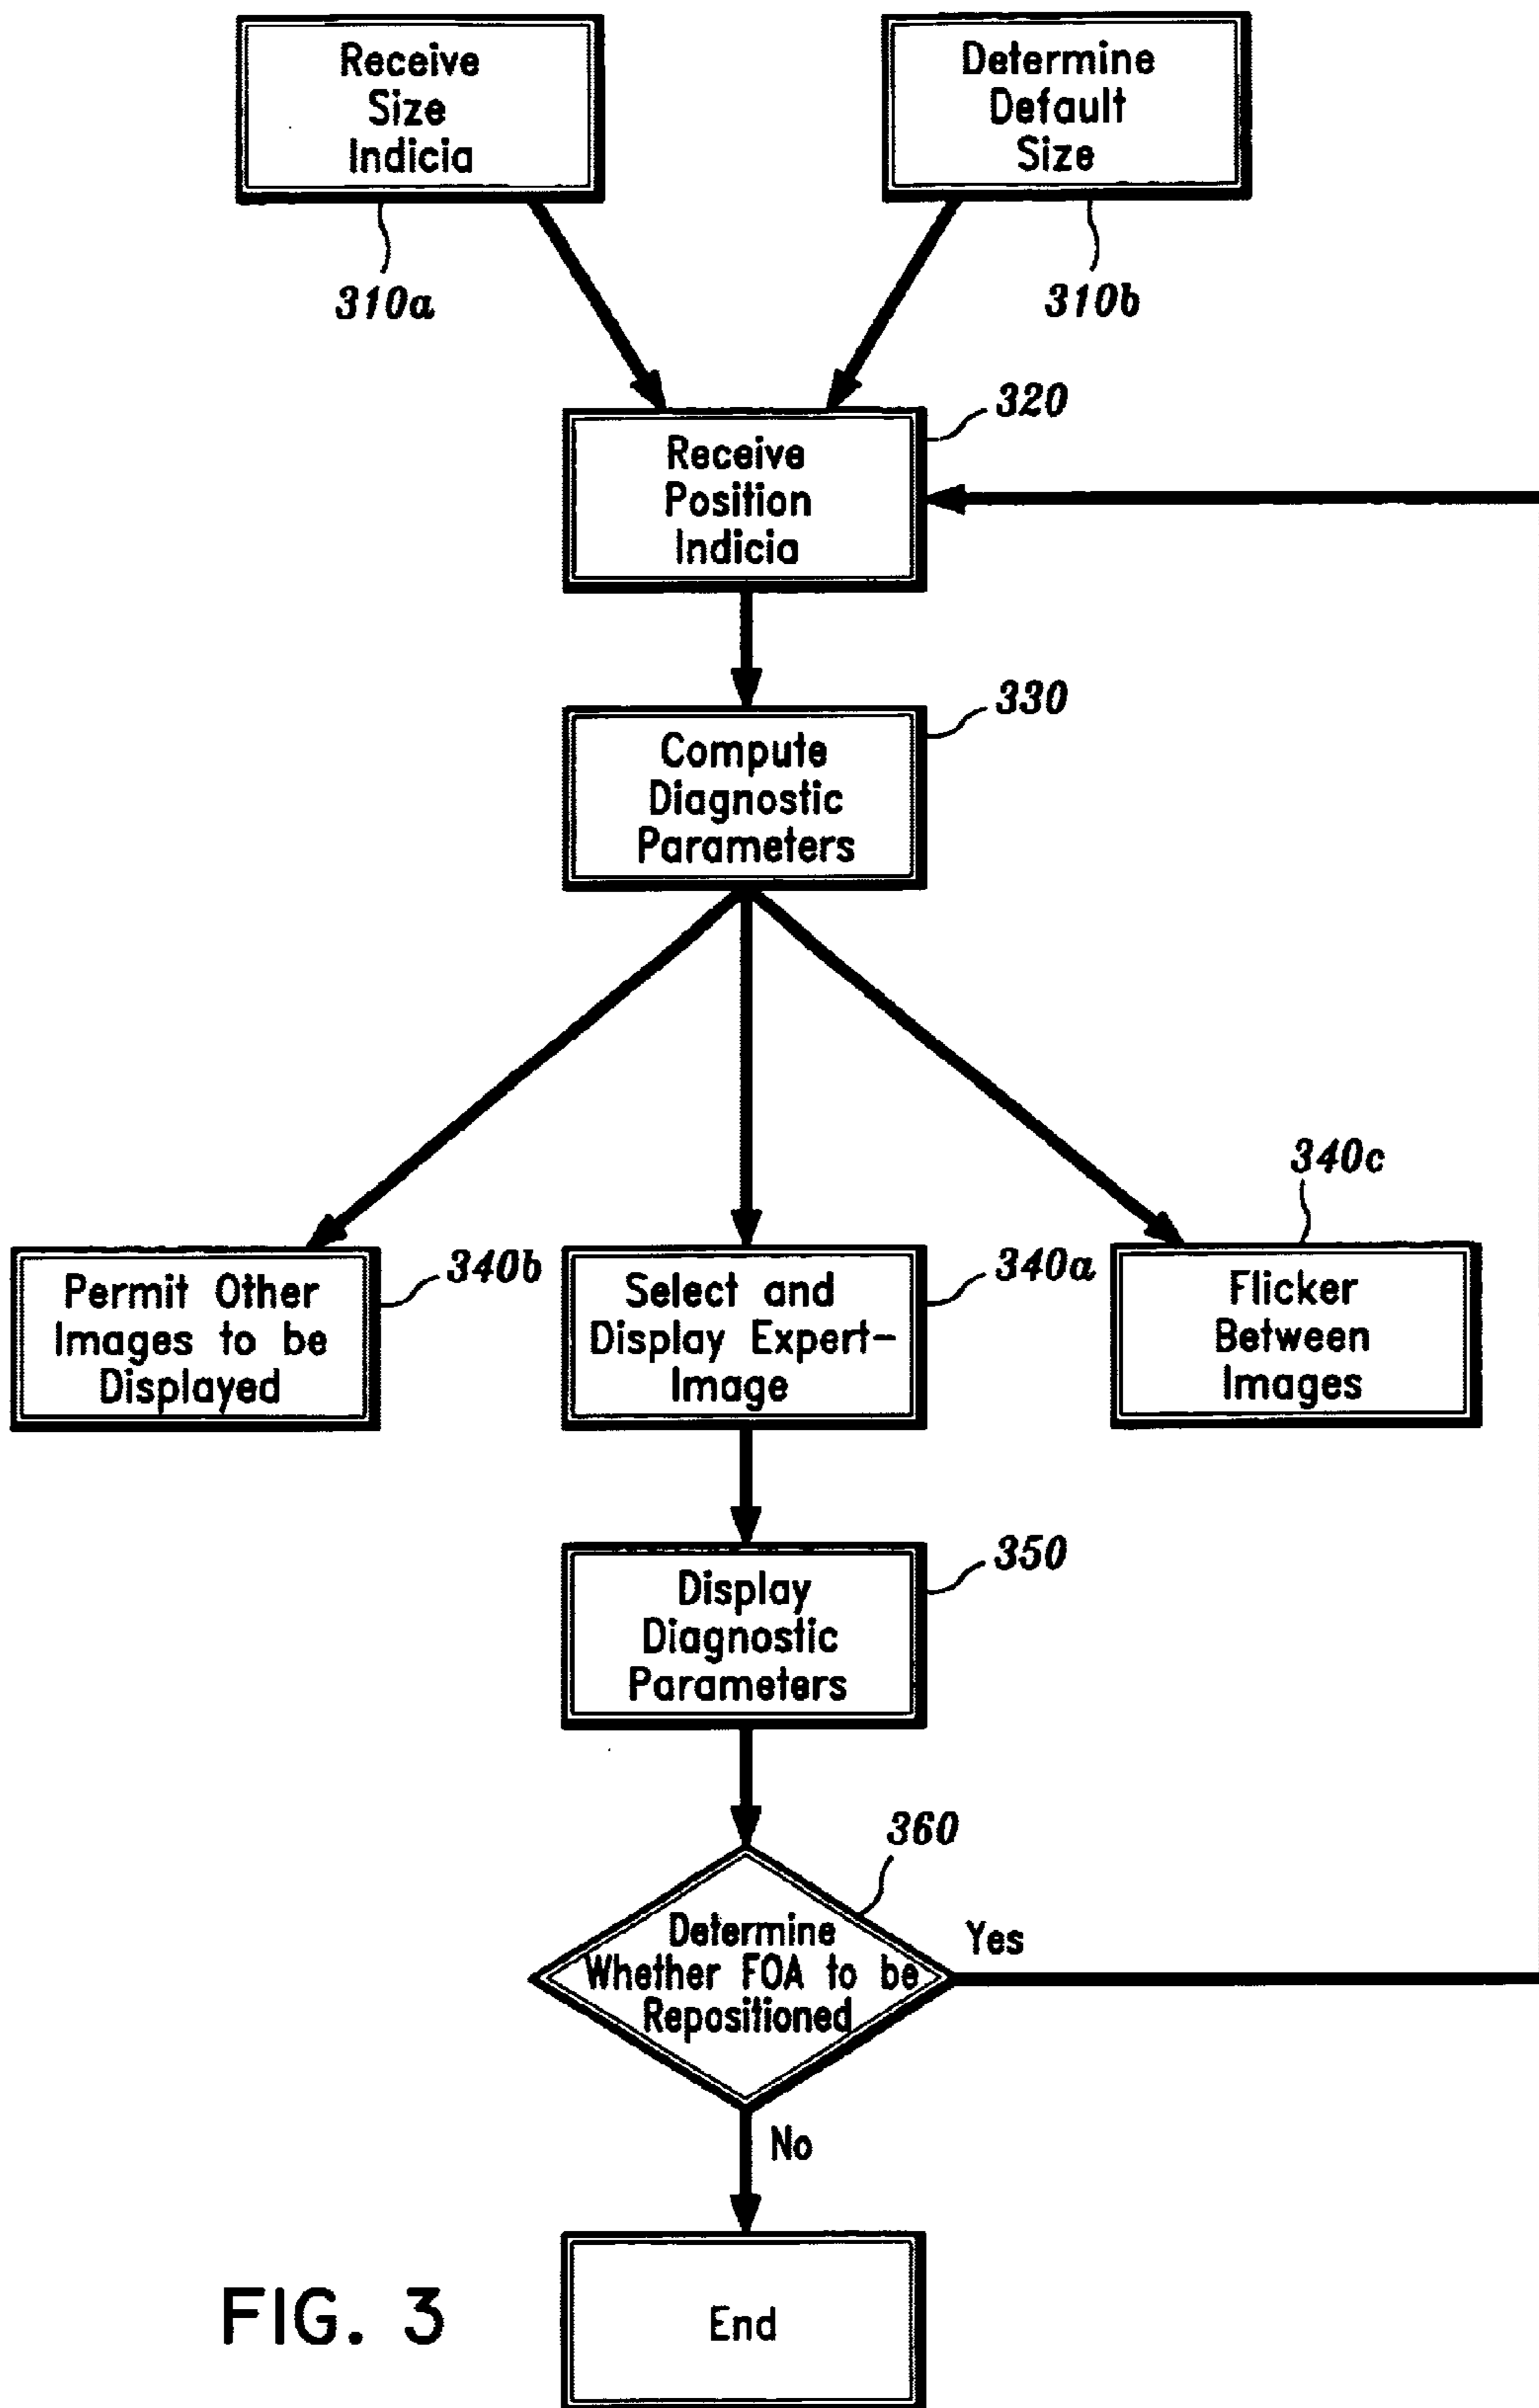 Receive
Size
Indicia
310a
Determine
Default
Size
310b
Receive
Position
Indicia
320
Compute
Diagnostic
Parameters
330
Permit Other
Images to be
Displayed
340b
Select and
Display Expert-
Image
340a
Flicker
Between
Images
340c
Display
Diagnostic
Parameters
350
Determine
Whether FOA to be
Repositioned
360
Yes
No
End
FIG. 3